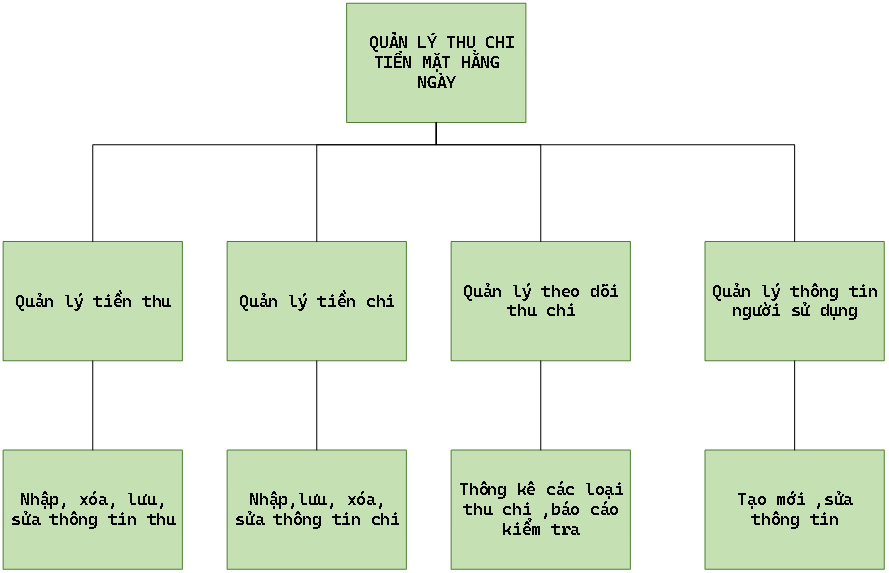 QUẢN LÝ THU CHI
TIỀN MẶT HẰNG
NGÀY
Quản lý tiền thu
Quản lý tiền chi
Quản lý theo dõi
thu chi
Quản lý thông tin
người sử dụng
Nhập, xóa, lưu,
sửa thông tin thu
Nhập,lưu, xóa,
sửa thông tin chi
Thông kê các loại
thu chi ,báo cáo
kiểm tra
Tạo mới ,sửa
thông tin